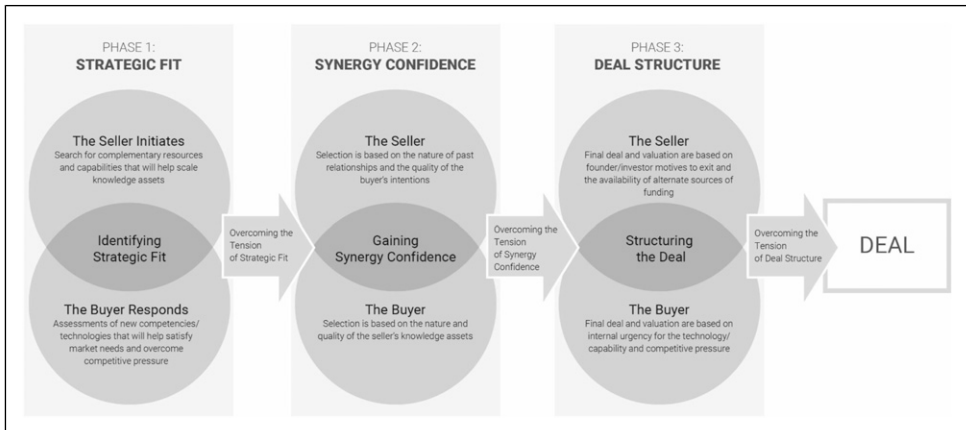 PHASE 1:
STRATEGIC FIT
The Seller Initiates
Search for complementary resources
and capabilities that will help scale
knowledge assets
Identifying
Strategic Fit
The Buyer Responds
Assessments of new competencies/
technologies that will help satisfy
market needs and overcome
competitive pressure
Overcoming the
Tension
of Strategic Fit
PHASE 2:
SYNERGY CONFIDENCE
The Seller
Selection is based on the nature of past
relationships and the quality of the
buyer's intentions
Gaining
Synergy Confidence
The Buyer
Selection is based on the nature and
quality of the seller's knowledge assets
Overcoming the
Tension
of Synergy
Confidence
PHASE 3:
DEAL STRUCTURE
The Seller
Final deal and valuation are based on
founder/investor motives to exit and
the availability of alternate sources of
funding
Structuring
the Deal
The Buyer
Final deal and valuation are based on
internal urgency for the technology/
capability and competitive pressure
Overcoming the
Tension
of Deal Structure
DEAL